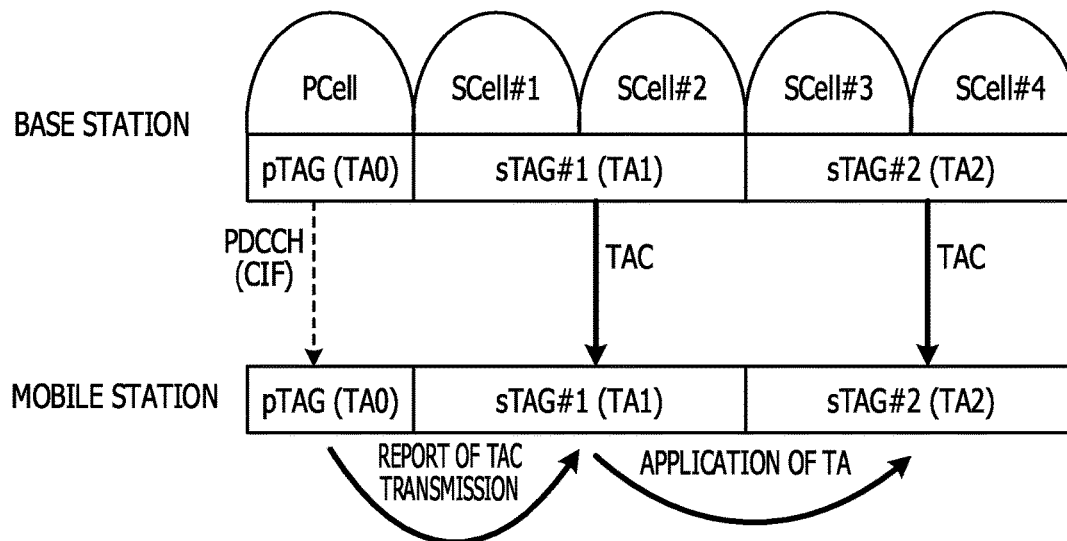 PCell SCell#1 SCell#2 SCell#3 SCell#4
BASE STATION
pTAG (TA0) sTAG#1 (TA1) sTAG#2 (TA2)
PDCCH
(CIF)
TAC TAC
MOBILE STATION
pTAG (TA0) sTAG#1 (TA1) sTAG#2 (TA2)
REPORT OF TAC
TRANSMISSION
APPLICATION OF TA